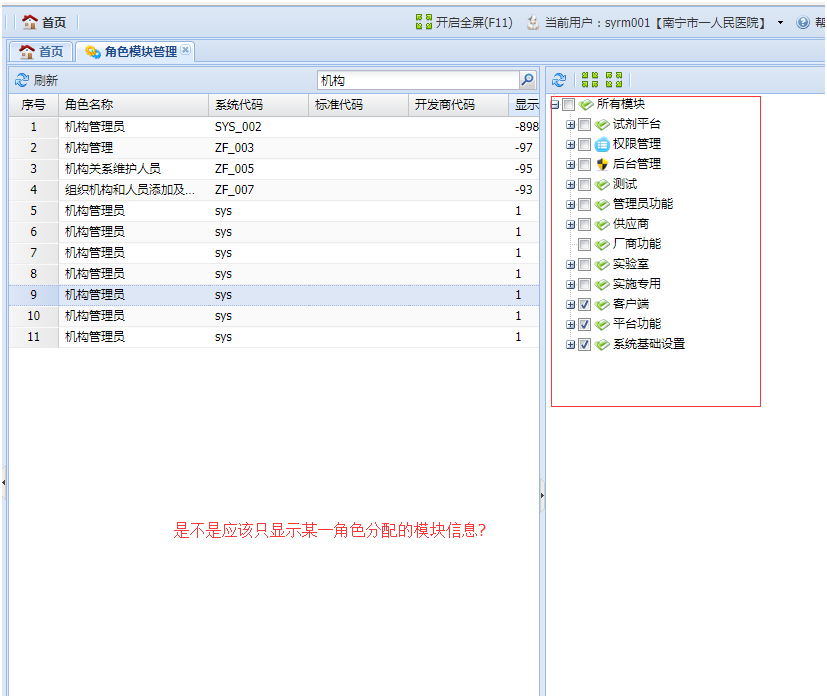 首页 开启全屏(F11) 当前用户：syrm001【南宁市一人民医院】 帮
首页 角色模块管理
刷新 机构
序号 角色名称 系统代码 标准代码 开发商代码 显示
1 机构管理员 SYS_002 -898
2 机构管理 ZF_003 -97
3 机构关系维护人员 ZF_005 -95
4 组织机构和人员添加及... ZF_007 -93
5 机构管理员 sys 1
6 机构管理员 sys 1
7 机构管理员 sys 1
8 机构管理员 sys 1
9 机构管理员 sys 1
10 机构管理员 sys 1
11 机构管理员 sys 1
所有模块
试剂平台
权限管理
后台管理
测试
管理员功能
供应商
厂商功能
实验室
实施专用
客户端
平台功能
系统基础设置
是不是应该只显示某一角色分配的模块信息?